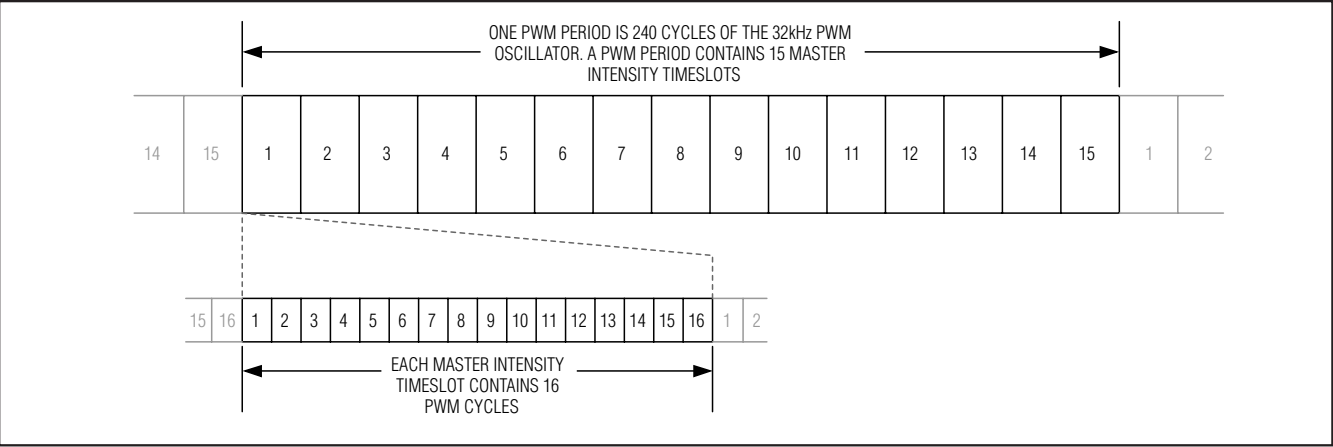 ONE PWM PERIOD IS 240 CYCLES OF THE 32kHz PWM
OSCILLATOR. A PWM PERIOD CONTAINS 15 MASTER
INTENSITY TIMESLOTS
14 15 1 2 3 4 5 6 7 8 9 10 11 12 13 14 15 1 2
15 16 1 2 3 4 5 6 7 8 9 10 11 12 13 14 15 16 1 2
EACH MASTER INTENSITY
TIMESLOT CONTAINS 16
PWM CYCLES